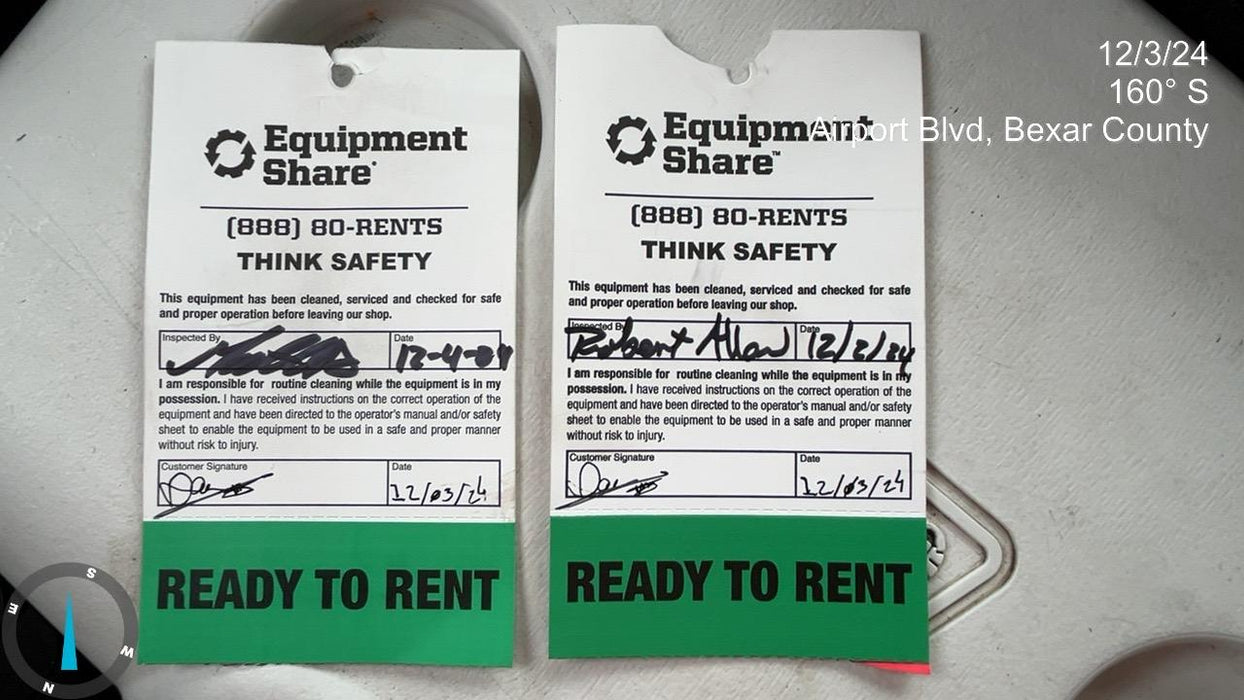 12/3/24
160° S
Airport Blvd, Bexar County
Equipment
Share
(888) 80-RENTS
THINK SAFETY
This equipment has been cleaned, serviced and checked for safe
and proper operation before leaving our shop.
Inspected By
Date
I am responsible for routine cleaning while the equipment is in my
possession. I have received instructions on the correct operation of the
equipment and have been directed to the operator's manual and/or safety
sheet to enable the equipment to be used in a safe and proper manner
without risk to injury.
Customer Signature
Date
12/03/24
READY TO RENT
Equipment
Share™
(888) 80-RENTS
THINK SAFETY
This equipment has been cleaned, serviced and checked for safe
and proper operation before leaving our shop.
Inspected By
Robert Allen
Date
12/2/24
I am responsible for routine cleaning while the equipment is in my
possession. I have received instructions on the correct operation of the
equipment and have been directed to the operator's manual and/or safety
sheet to enable the equipment to be used in a safe and proper manner
without risk to injury.
Customer Signature
Date
12/03/24
READY TO RENT
S
E
W
N